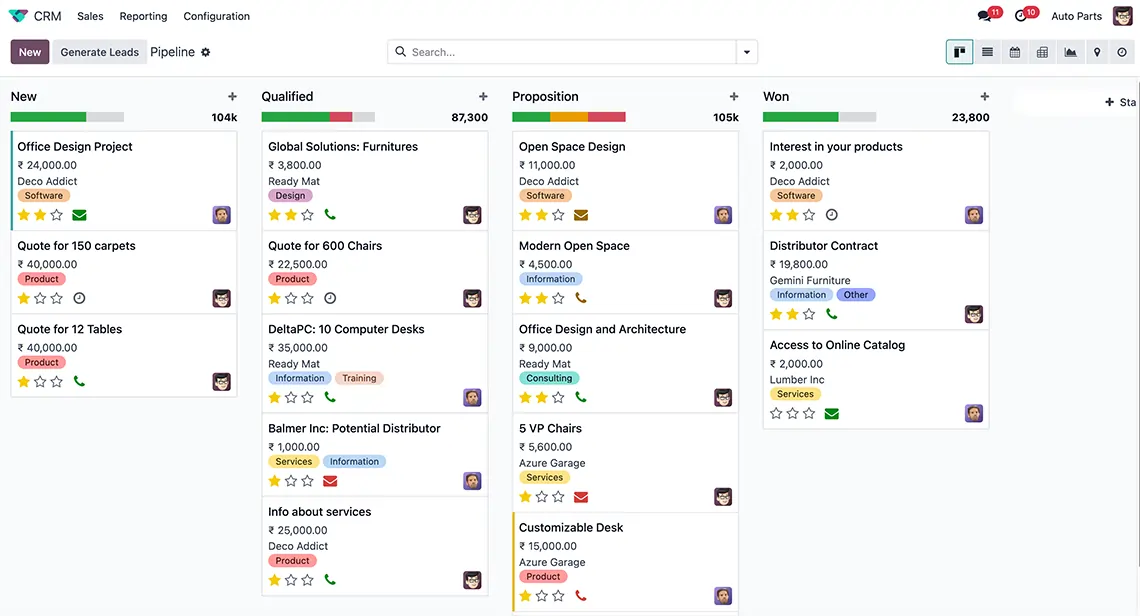 CRM Sales Reporting Configuration 11 10 Auto Parts
New Generate Leads Pipeline Search...
New
104k
Office Design Project
₹ 24,000.00
Deco Addict
Software
Quote for 150 carpets
₹ 40,000.00
Product
Quote for 12 Tables
₹ 40,000.00
Product
Qualified
87,300
Global Solutions: Furnitures
₹ 3,800.00
Ready Mat
Design
Quote for 600 Chairs
₹ 22,500.00
Product
DeltaPC: 10 Computer Desks
₹ 35,000.00
Ready Mat
Information Training
Balmer Inc: Potential Distributor
₹ 1,000.00
Services Information
Info about services
₹ 25,000.00
Deco Addict
Product
Proposition
105k
Open Space Design
₹ 11,000.00
Deco Addict
Software
Modern Open Space
₹ 4,500.00
Information
Office Design and Architecture
₹ 9,000.00
Ready Mat
Consulting
5 VP Chairs
₹ 5,600.00
Azure Garage
Services
Customizable Desk
₹ 15,000.00
Azure Garage
Product
Won
23,800
Interest in your products
₹ 2,000.00
Deco Addict
Software
Distributor Contract
₹ 19,800.00
Gemini Furniture
Information Other
Access to Online Catalog
₹ 2,000.00
Lumber Inc
Services
Sta